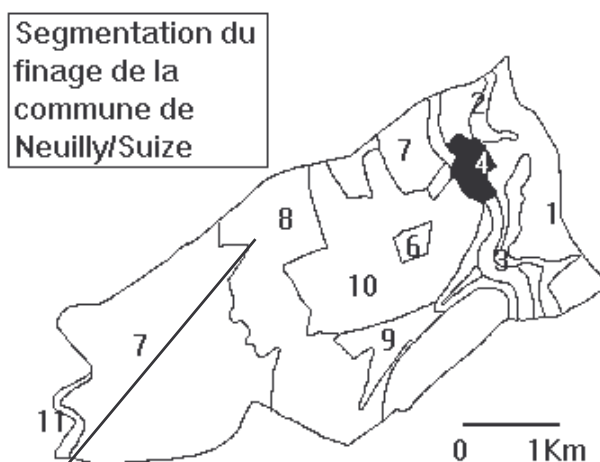 Segmentation du
finage de la
commune de
Neuilly/Suize
2
7
4
8
1
6
3
10
9
7
11
0 1Km